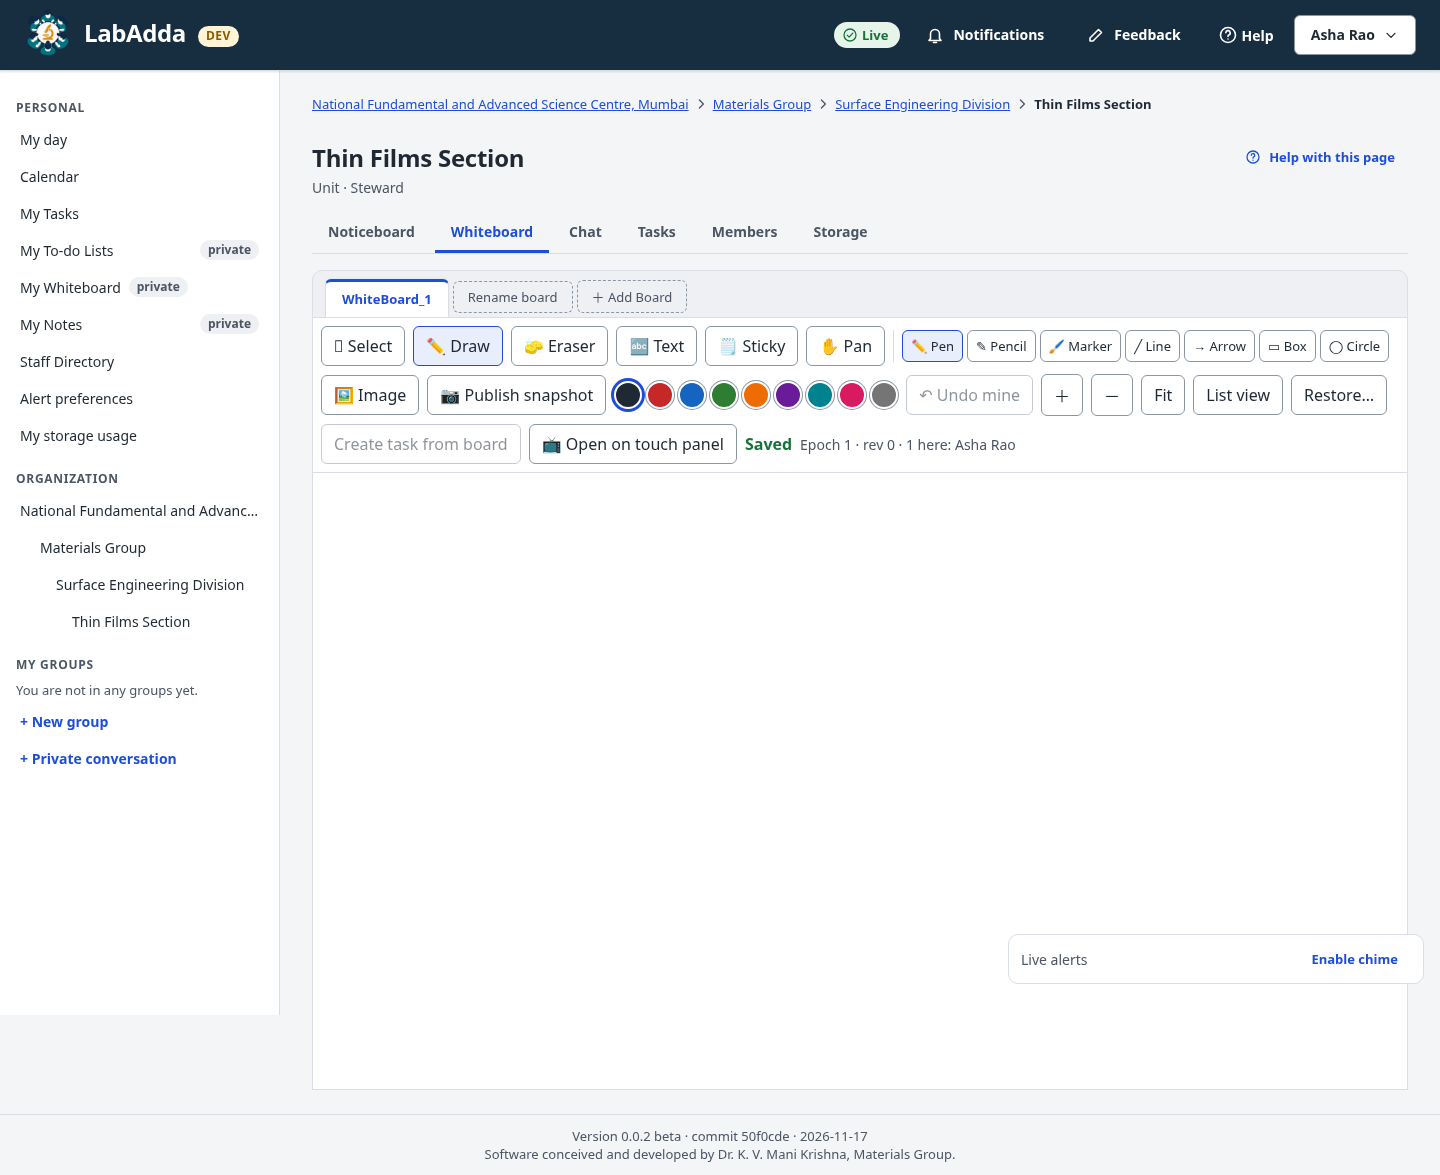 LabAdda DEV
Live Notifications Feedback Help Asha Rao
PERSONAL
My day
Calendar
My Tasks
My To-do Lists private
My Whiteboard private
My Notes private
Staff Directory
Alert preferences
My storage usage
ORGANIZATION
National Fundamental and Advanc...
Materials Group
Surface Engineering Division
Thin Films Section
MY GROUPS
You are not in any groups yet.
+ New group
+ Private conversation
National Fundamental and Advanced Science Centre, Mumbai > Materials Group > Surface Engineering Division > Thin Films Section
Thin Films Section
Help with this page
Unit · Steward
Noticeboard Whiteboard Chat Tasks Members Storage
WhiteBoard_1 Rename board + Add Board
Select Draw Eraser Text Sticky Pan Pen Pencil Marker Line Arrow Box Circle
Image Publish snapshot Undo mine + − Fit List view Restore...
Create task from board Open on touch panel Saved Epoch 1 · rev 0 · 1 here: Asha Rao
Live alerts Enable chime
Version 0.0.2 beta · commit 50f0cde · 2026-11-17
Software conceived and developed by Dr. K. V. Mani Krishna, Materials Group.